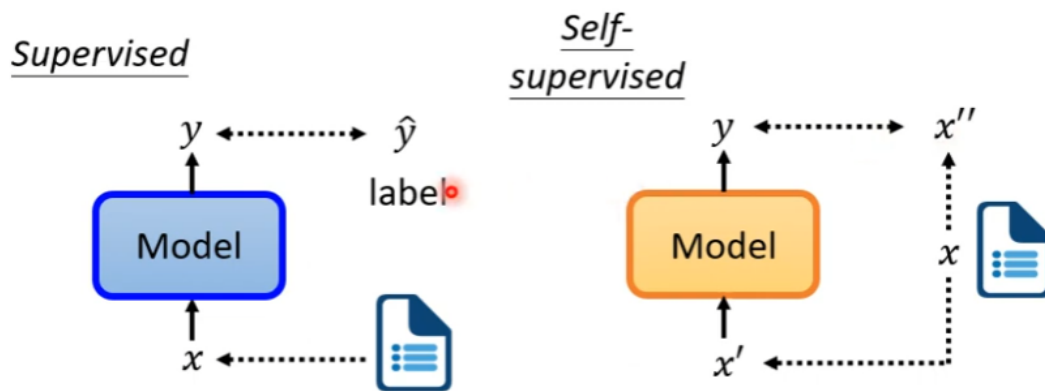 Supervised
y
ŷ
label
Model
x
Self-
supervised
y
x′′
Model
x
x′